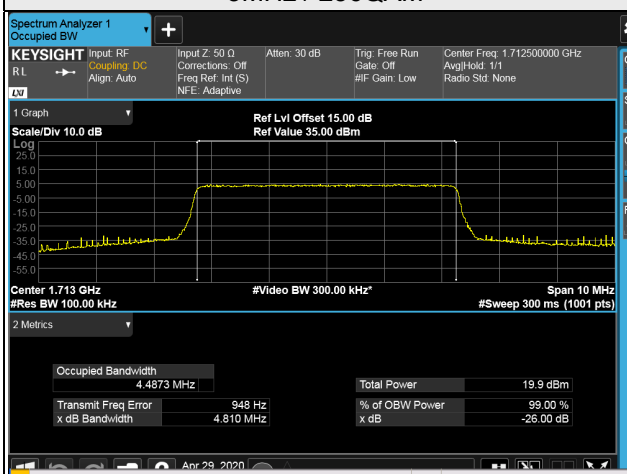 Spectrum Analyzer 1
Occupied BW
KEYSIGHT Input: RF Input Z: 50 Ω Atten: 30 dB Trig: Free Run Center Freq: 1.712500000 GHz
RL Coupling: DC Corrections: Off Gate: Off Avg|Hold: 1/1
Align: Auto Freq Ref: Int (S) #IF Gain: Low Radio Std: None
LXI NFE: Adaptive
1 Graph
Ref Lvl Offset 15.00 dB
Scale/Div 10.0 dB Ref Value 35.00 dBm
Log
25.0
15.0
5.00
-5.00
-15.0
-25.0
-35.0
-45.0
-55.0
Center 1.713 GHz #Video BW 300.00 kHz* Span 10 MHz
#Res BW 100.00 kHz #Sweep 300 ms (1001 pts)
2 Metrics
Occupied Bandwidth
4.4873 MHz Total Power 19.9 dBm
Transmit Freq Error 948 Hz % of OBW Power 99.00 %
x dB Bandwidth 4.810 MHz x dB -26.00 dB
Apr 29, 2020